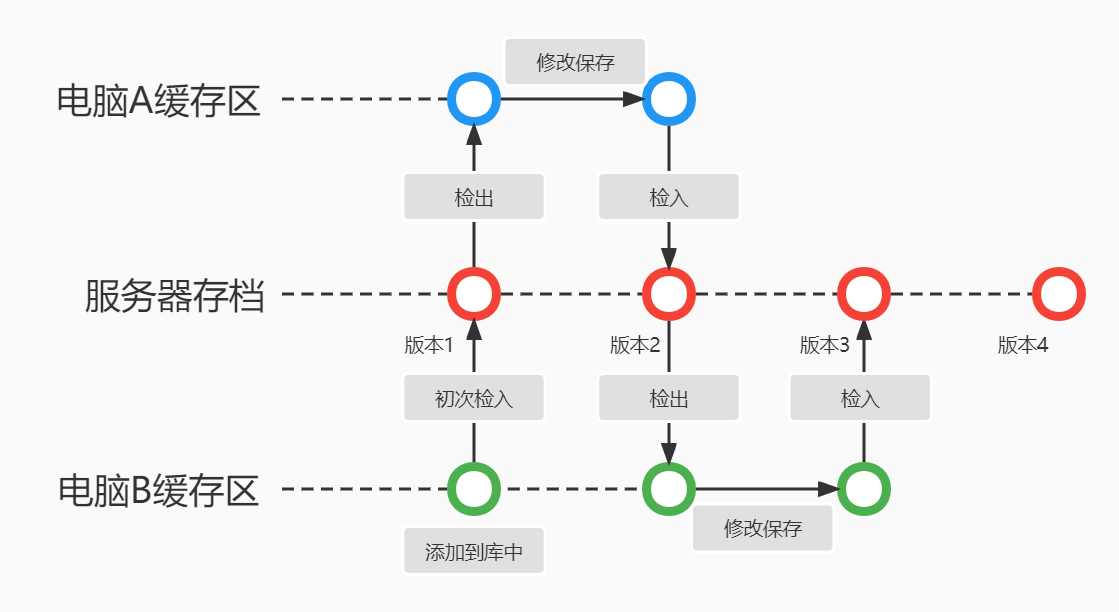 修改保存
电脑A缓存区
检出
检入
服务器存档
版本1
版本2
版本3
版本4
初次检入
检出
检入
电脑B缓存区
修改保存
添加到库中